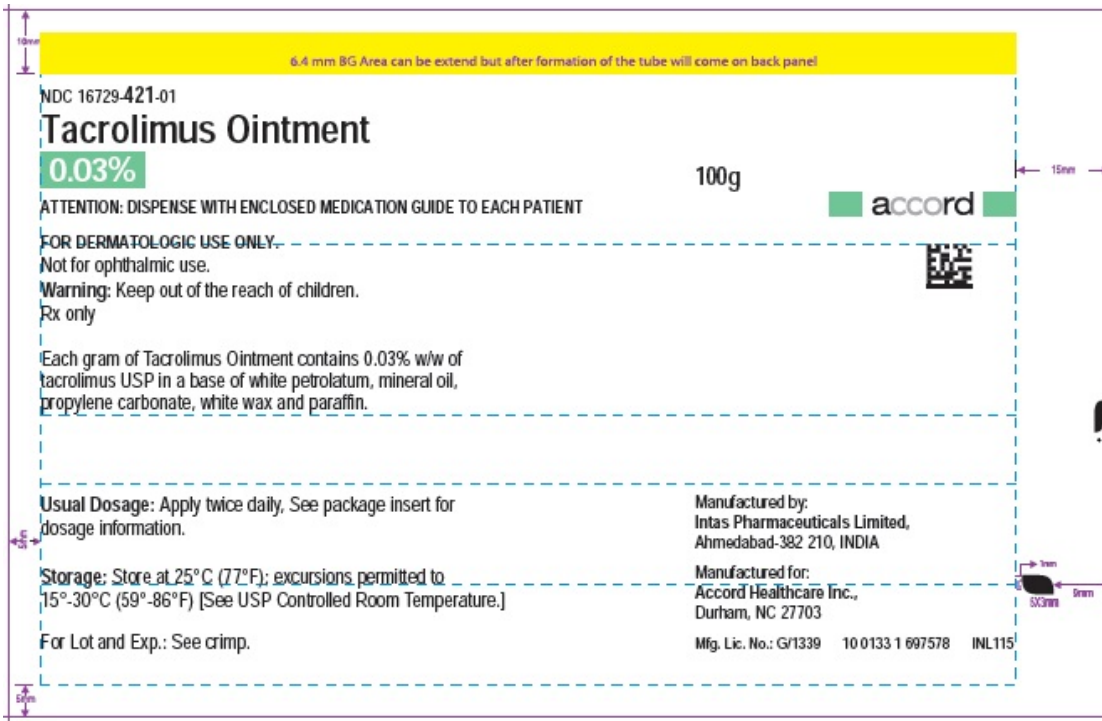 10mm
6.4 mm BG Area can be extend but after formation of the tube will come on back panel
NDC 16729-421-01
Tacrolimus Ointment
0.03%
100g
15mm
ATTENTION: DISPENSE WITH ENCLOSED MEDICATION GUIDE TO EACH PATIENT
accord
FOR DERMATOLOGIC USE ONLY.
Not for ophthalmic use.
Warning: Keep out of the reach of children.
Rx only
Each gram of Tacrolimus Ointment contains 0.03% w/w of
tacrolimus USP in a base of white petrolatum, mineral oil,
propylene carbonate, white wax and paraffin.
Usual Dosage: Apply twice daily, See package insert for
dosage information.
Manufactured by:
Intas Pharmaceuticals Limited,
Ahmedabad-382 210, INDIA
5mm
Storage: Store at 25°C (77°F); excursions permitted to
15°-30°C (59°-86°F) [See USP Controlled Room Temperature.]
Manufactured for:
Accord Healthcare Inc.,
Durham, NC 27703
1mm
9mm
5X3mm
For Lot and Exp.: See crimp.
Mfg. Lic. No.: G/1339 10 0133 1 697578 INL115
5mm